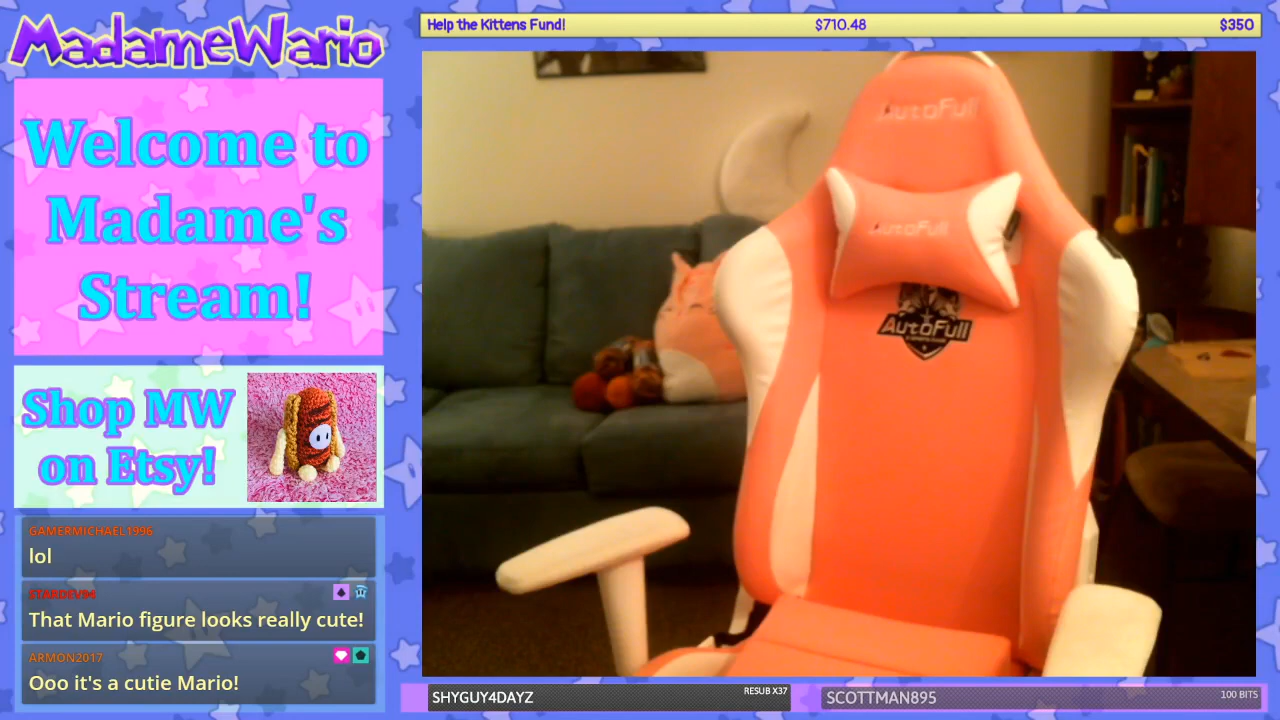 MadameWario
Help the Kittens Fund!
$710.48
$350
Welcome to
Madame's
Stream!
Shop MW
on Etsy!
GAMERMICHAEL1996
lol
STARDEV94
That Mario figure looks really cute!
ARMON2017
Ooo it's a cutie Mario!
AutoFull
AutoFull
AutoFull
SHYGUY4DAYZ
RESUB X37
SCOTTMAN895
100 BITS